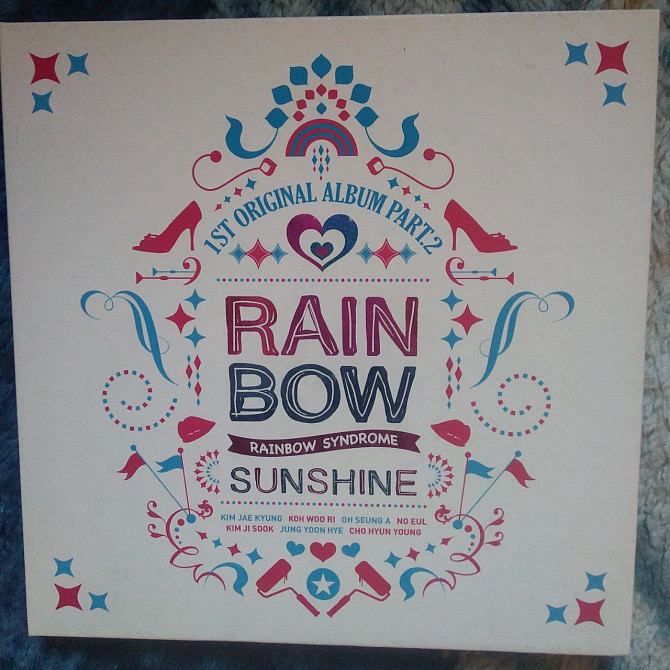 1ST ORIGINAL ALBUM PART.2
RAIN
BOW
RAINBOW SYNDROME
SUNSHINE
KIM JAE KYUNG KOH WOO RI OH SEUNG A NO EUL
KIM JI SOOK JUNG YOON HYE CHO HYUN YOUNG